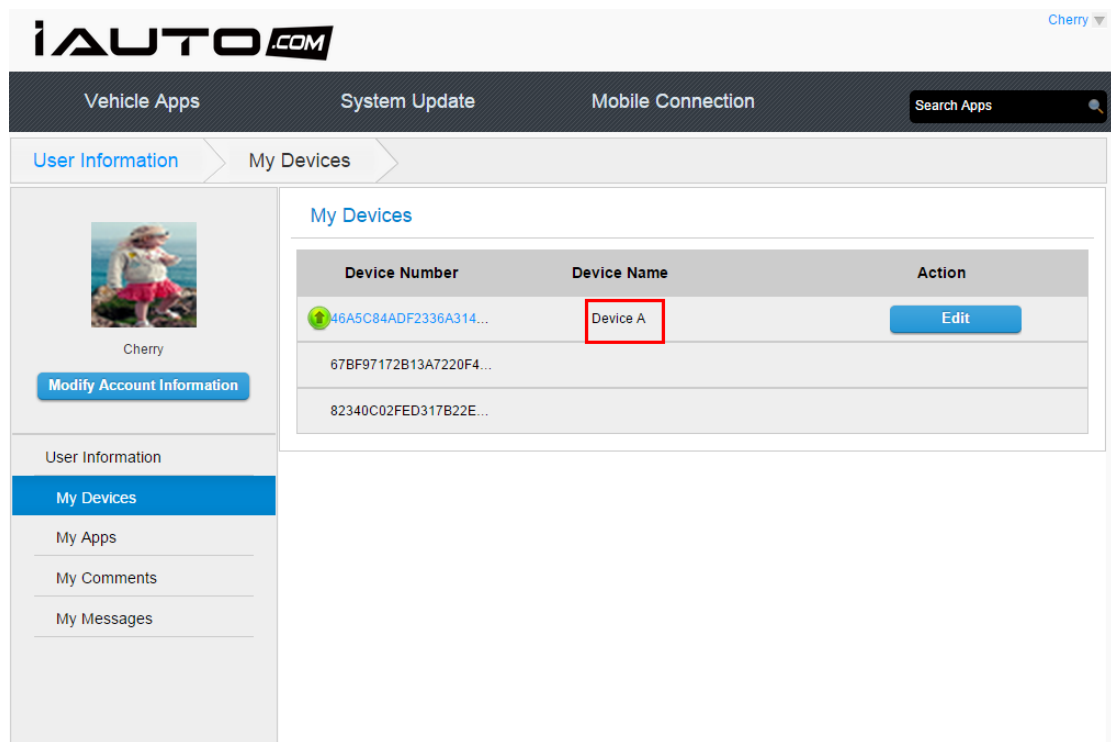 iAUTO.COM
Cherry
Vehicle Apps System Update Mobile Connection Search Apps
User Information My Devices
My Devices
Device Number Device Name Action
46A5C84ADF2336A314... Device A Edit
67BF97172B13A7220F4...
82340C02FED317B22E...
Cherry
Modify Account Information
User Information
My Devices
My Apps
My Comments
My Messages